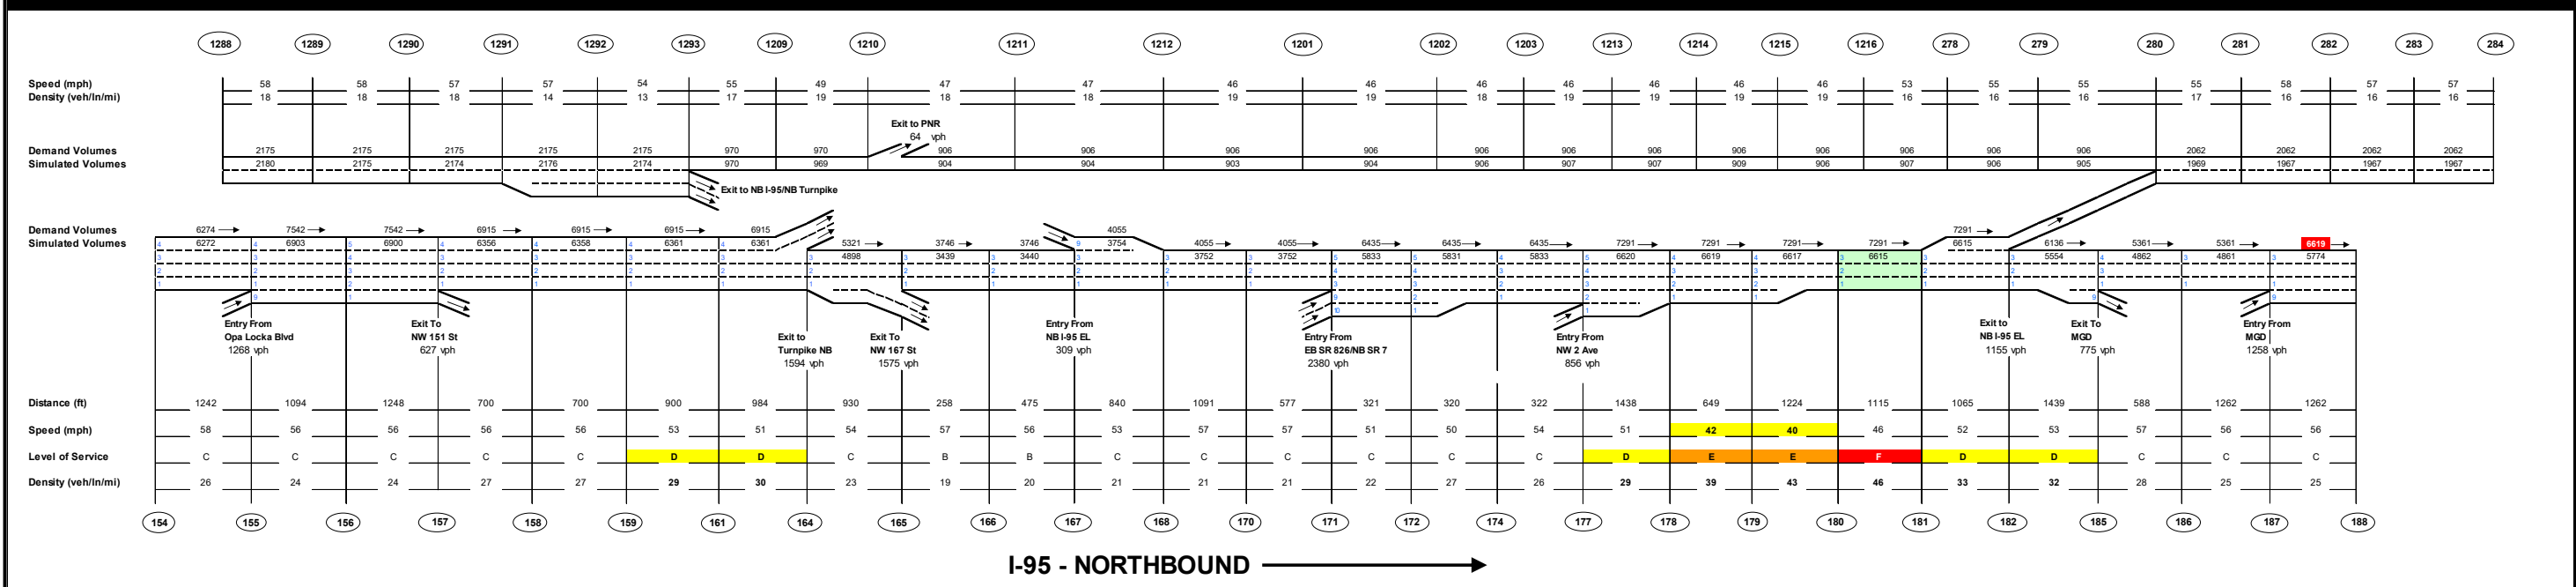 1288 1289 1290 1291 1292 1293 1209 1210 1211 1212 1201 1202 1203 1213 1214 1215 1216 278 279 280 281 282 283 284
Speed (mph) 58 58 57 57 54 55 49 47 47 46 46 46 46 46 46 46 53 55 55 55 58 57 57
Density (veh/ln/mi) 18 18 18 14 13 17 19 18 18 19 19 18 19 19 19 19 16 16 16 17 16 16 16
Exit to PNR
64 vph
Demand Volumes 2175 2175 2175 2175 2175 970 970 906 906 906 906 906 906 906 906 906 906 906 906 2062 2062 2062 2062
Simulated Volumes 2180 2175 2174 2176 2174 970 969 904 904 903 904 906 907 907 909 906 907 906 905 1969 1967 1967 1967
Exit to NB I-95/NB Turnpike
Demand Volumes 6274 7542 7542 6915 6915 6915 6915 5321 3746 3746 4055 4055 4055 6435 6435 6435 7291 7291 7291 7291 7291 6136 5361 5361 6619
Simulated Volumes 6272 6903 6900 6356 6358 6361 6361 4898 3439 3440 3754 3752 3752 5833 5831 5833 6620 6619 6617 6615 6615 5554 4862 4861 5774
Entry From
Opa Locka Blvd
1268 vph
Exit To
NW 151 St
627 vph
Exit to
Turnpike NB
1594 vph
Exit To
NW 167 St
1575 vph
Entry From
NB I-95 EL
309 vph
Entry From
EB SR 826/NB SR 7
2380 vph
Entry From
NW 2 Ave
856 vph
Exit to
NB I-95 EL
1155 vph
Exit To
MGD
775 vph
Entry From
MGD
1258 vph
Distance (ft) 1242 1094 1248 700 700 900 984 930 258 475 840 1091 577 321 320 322 1438 649 1224 1115 1065 1439 588 1262 1262
Speed (mph) 58 56 56 56 56 53 51 54 57 56 53 57 57 51 50 54 51 42 40 46 52 53 57 56 56
Level of Service C C C C C D D C B B C C C C C C D E E F D D C C C
Density (veh/ln/mi) 26 24 24 27 27 29 30 23 19 20 21 21 21 22 27 26 29 39 43 46 33 32 28 25 25
154 155 156 157 158 159 161 164 165 166 167 168 170 171 172 174 177 178 179 180 181 182 185 186 187 188
I-95 - NORTHBOUND